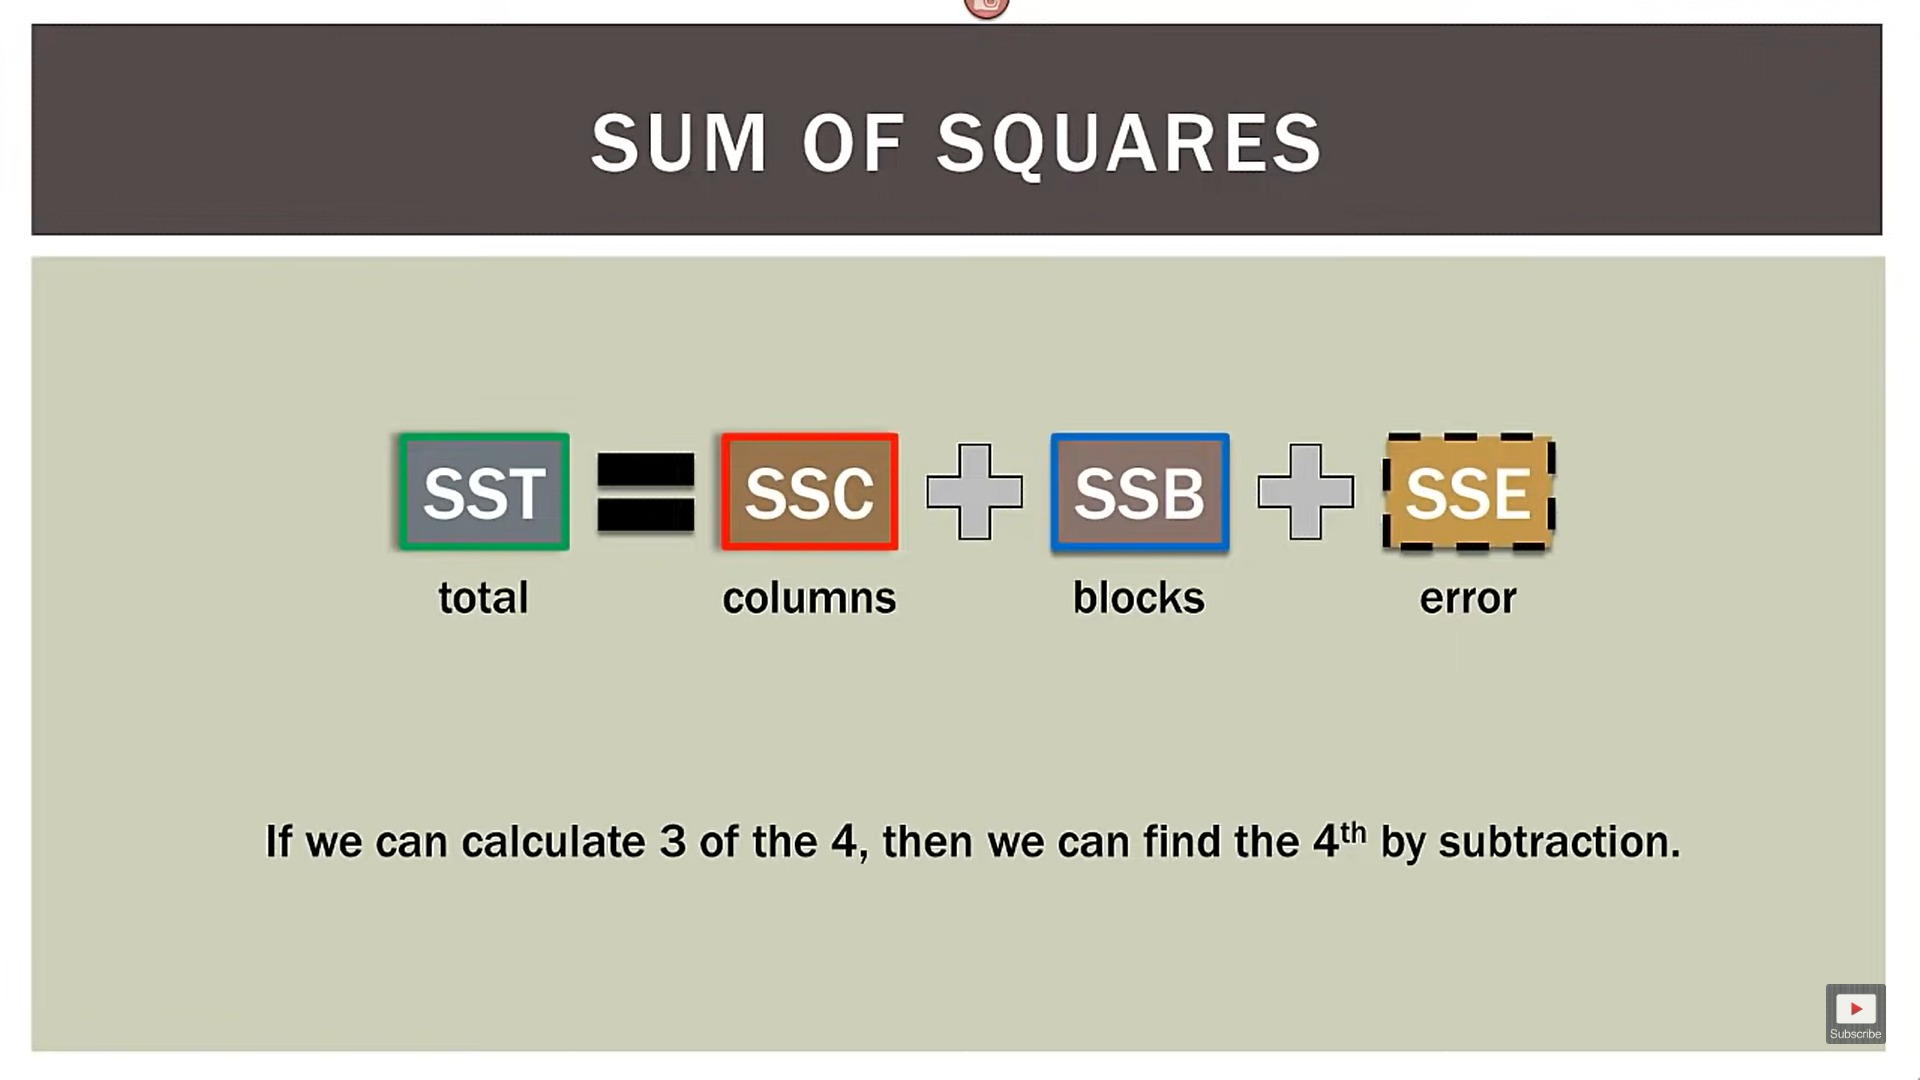 SUM OF SQUARES
SST = SSC + SSB + SSE
total columns blocks error
If we can calculate 3 of the 4, then we can find the 4th by subtraction.
Subscribe